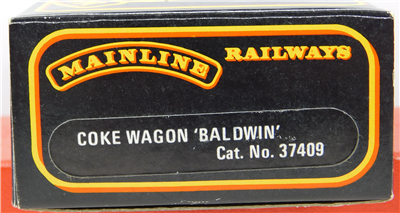 MAINLINE RAILWAYS
COKE WAGON 'BALDWIN'
Cat. No. 37409